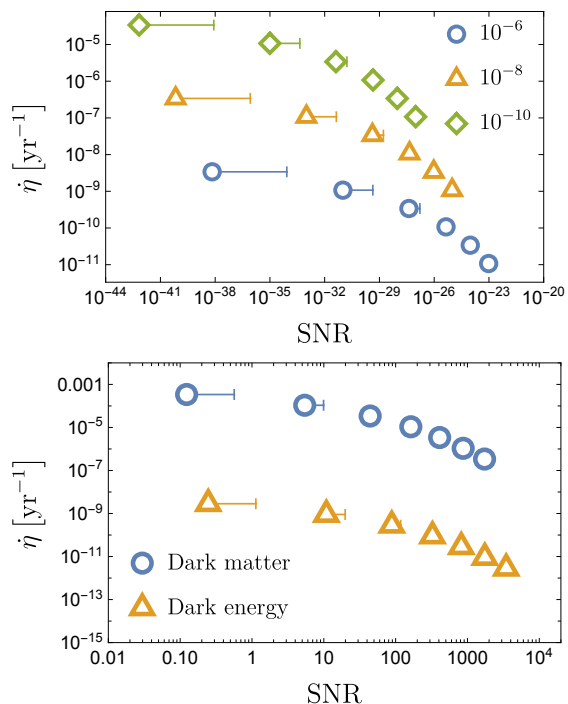 10⁻⁵
10⁻⁶
10⁻⁷
10⁻⁸
10⁻⁹
10⁻¹⁰
10⁻¹¹
η̇ [yr⁻¹]
10⁻⁶
10⁻⁸
10⁻¹⁰
10⁻⁴⁴ 10⁻⁴¹ 10⁻³⁸ 10⁻³⁵ 10⁻³² 10⁻²⁹ 10⁻²⁶ 10⁻²³ 10⁻²⁰
SNR
0.001
10⁻⁵
10⁻⁷
10⁻⁹
10⁻¹¹
10⁻¹³
10⁻¹⁵
η̇ [yr⁻¹]
Dark matter
Dark energy
0.01 0.10 1 10 100 1000 10⁴
SNR